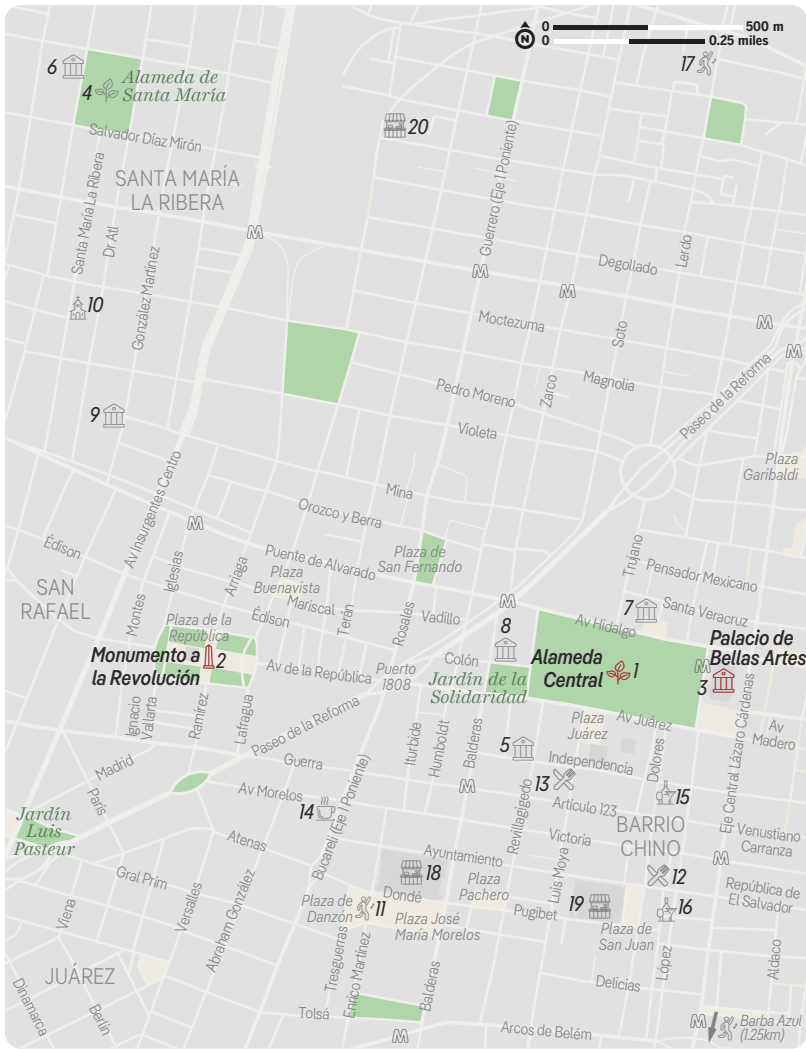 0
500 m
N
0
0.25 miles
17
6
4
Alameda de
Santa María
20
Salvador Díaz Mirón
SANTA MARÍA
LA RIBERA
Santa María La Ribera
Dr Atl
González Martínez
Guerrero (Eje 1 Poniente)
M
M
M
Degollado
Lerdo
10
Moctezuma
Soto
M
M
Paseo de la Reforma
Magnolia
Zarco
Pedro Moreno
9
Violeta
Plaza
Garibaldi
Mina
Orozco y Berra
Av Insurgentes Centro
M
Édison
Iglesias
Arriaga
Puente de Alvarado
Plaza
Buenavista
Plaza de
San Fernando
Trujano
Pensador Mexicano
SAN
RAFAEL
Montes
Mariscal
Édison
Terán
Rosales
Vadillo
M
7
Santa Veracruz
Av Hidalgo
Plaza de la
República
8
Monumento a
la Revolución
2
Av de la República
Puerto
1808
Colón
Jardín de la
Solidaridad
Alameda
Central
1
M
Palacio de
Bellas Artes
3
Ignacio
Vallarta
Ramírez
Lafragua
Paseo de la Reforma
Iturbide
Humboldt
Balderas
Plaza
Juárez
Av Juárez
Av
Madero
Eje Central Lázaro Cárdenas
5
Independencia
Dolores
Guerra
Madrid
París
Av Morelos
14
Bucareli (Eje 1 Poniente)
M
13
Revillagigedo
Artículo 123
15
Jardín
Luis
Pasteur
Atenas
Victoria
BARRIO
CHINO
Venustiano
Carranza
M
Ayuntamiento
Luis Moya
18
12
Gral Prim
Versalles
Abraham González
Dondé
Plaza
Pachero
República de
El Salvador
Viena
Plaza de
Danzón
11
Plaza José
María Morelos
Pugibet
19
16
Plaza de
San Juan
Tresguerras
Enrico Martínez
Balderas
López
Aldaco
JUÁREZ
Delicias
Dinamarca
Berlín
Tolsá
M
Arcos de Belém
M
Barba Azul
(1.25km)